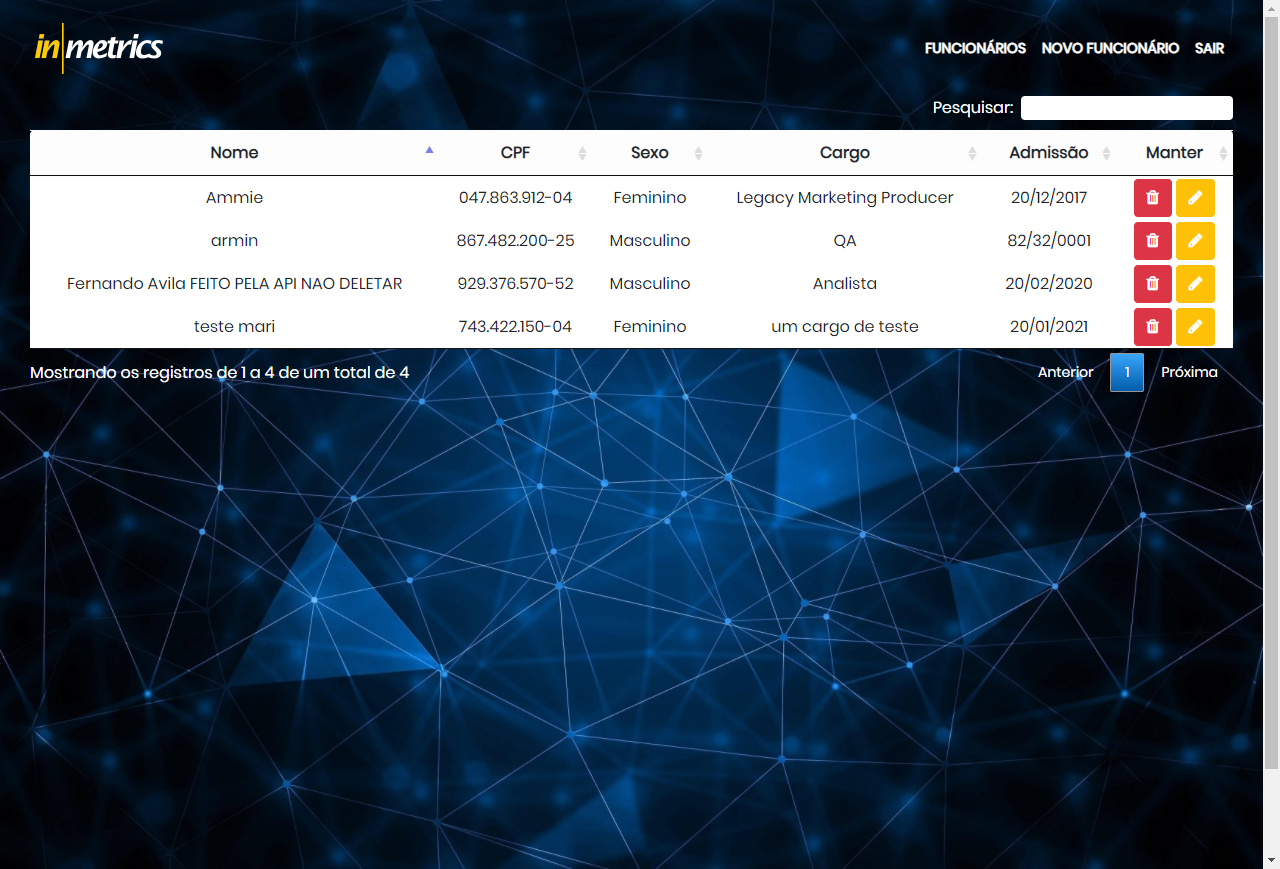 in metrics
FUNCIONÁRIOS NOVO FUNCIONÁRIO SAIR
Pesquisar:
Nome CPF Sexo Cargo Admissão Manter
Ammie 047.863.912-04 Feminino Legacy Marketing Producer 20/12/2017
armin 867.482.200-25 Masculino QA 82/32/0001
Fernando Avila FEITO PELA API NAO DELETAR 929.376.570-52 Masculino Analista 20/02/2020
teste mari 743.422.150-04 Feminino um cargo de teste 20/01/2021
Mostrando os registros de 1 a 4 de um total de 4 Anterior 1 Próxima